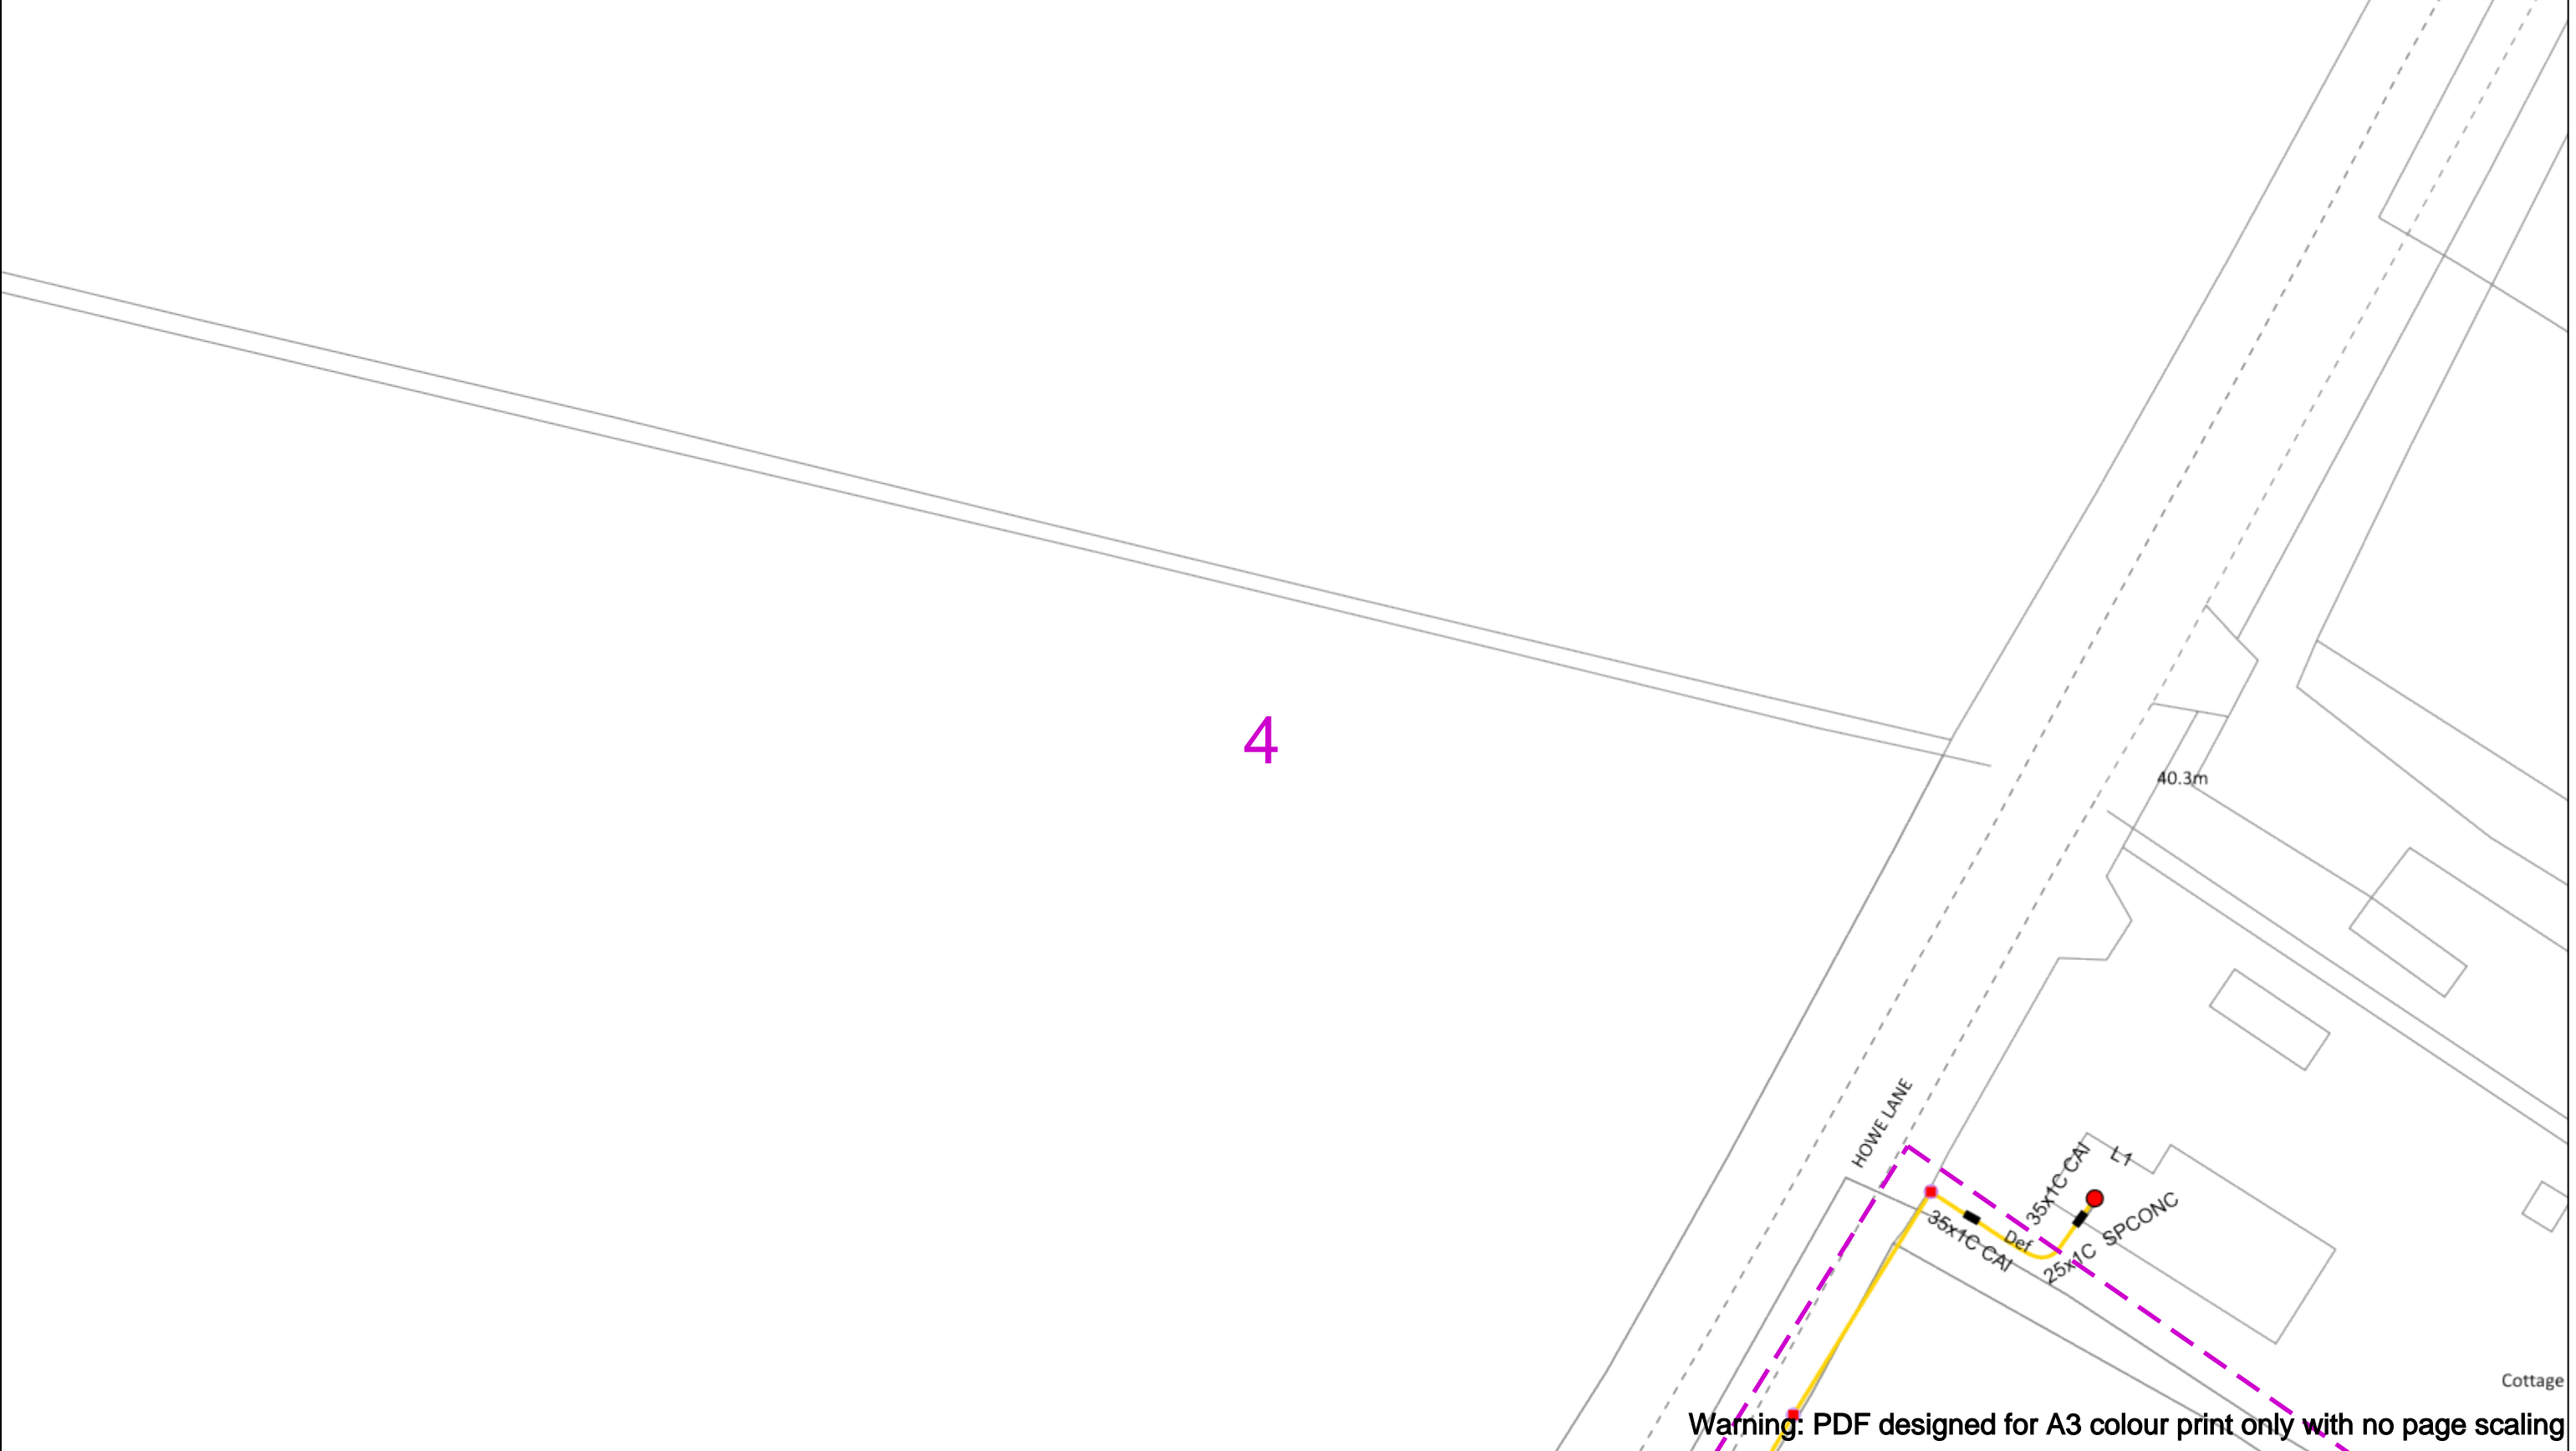 4
40.3m
HOWE LANE
35x1C CAI
L1
35x1C CAI
Def
25x1C SPCONC
Cottage
Warning: PDF designed for A3 colour print only with no page scaling